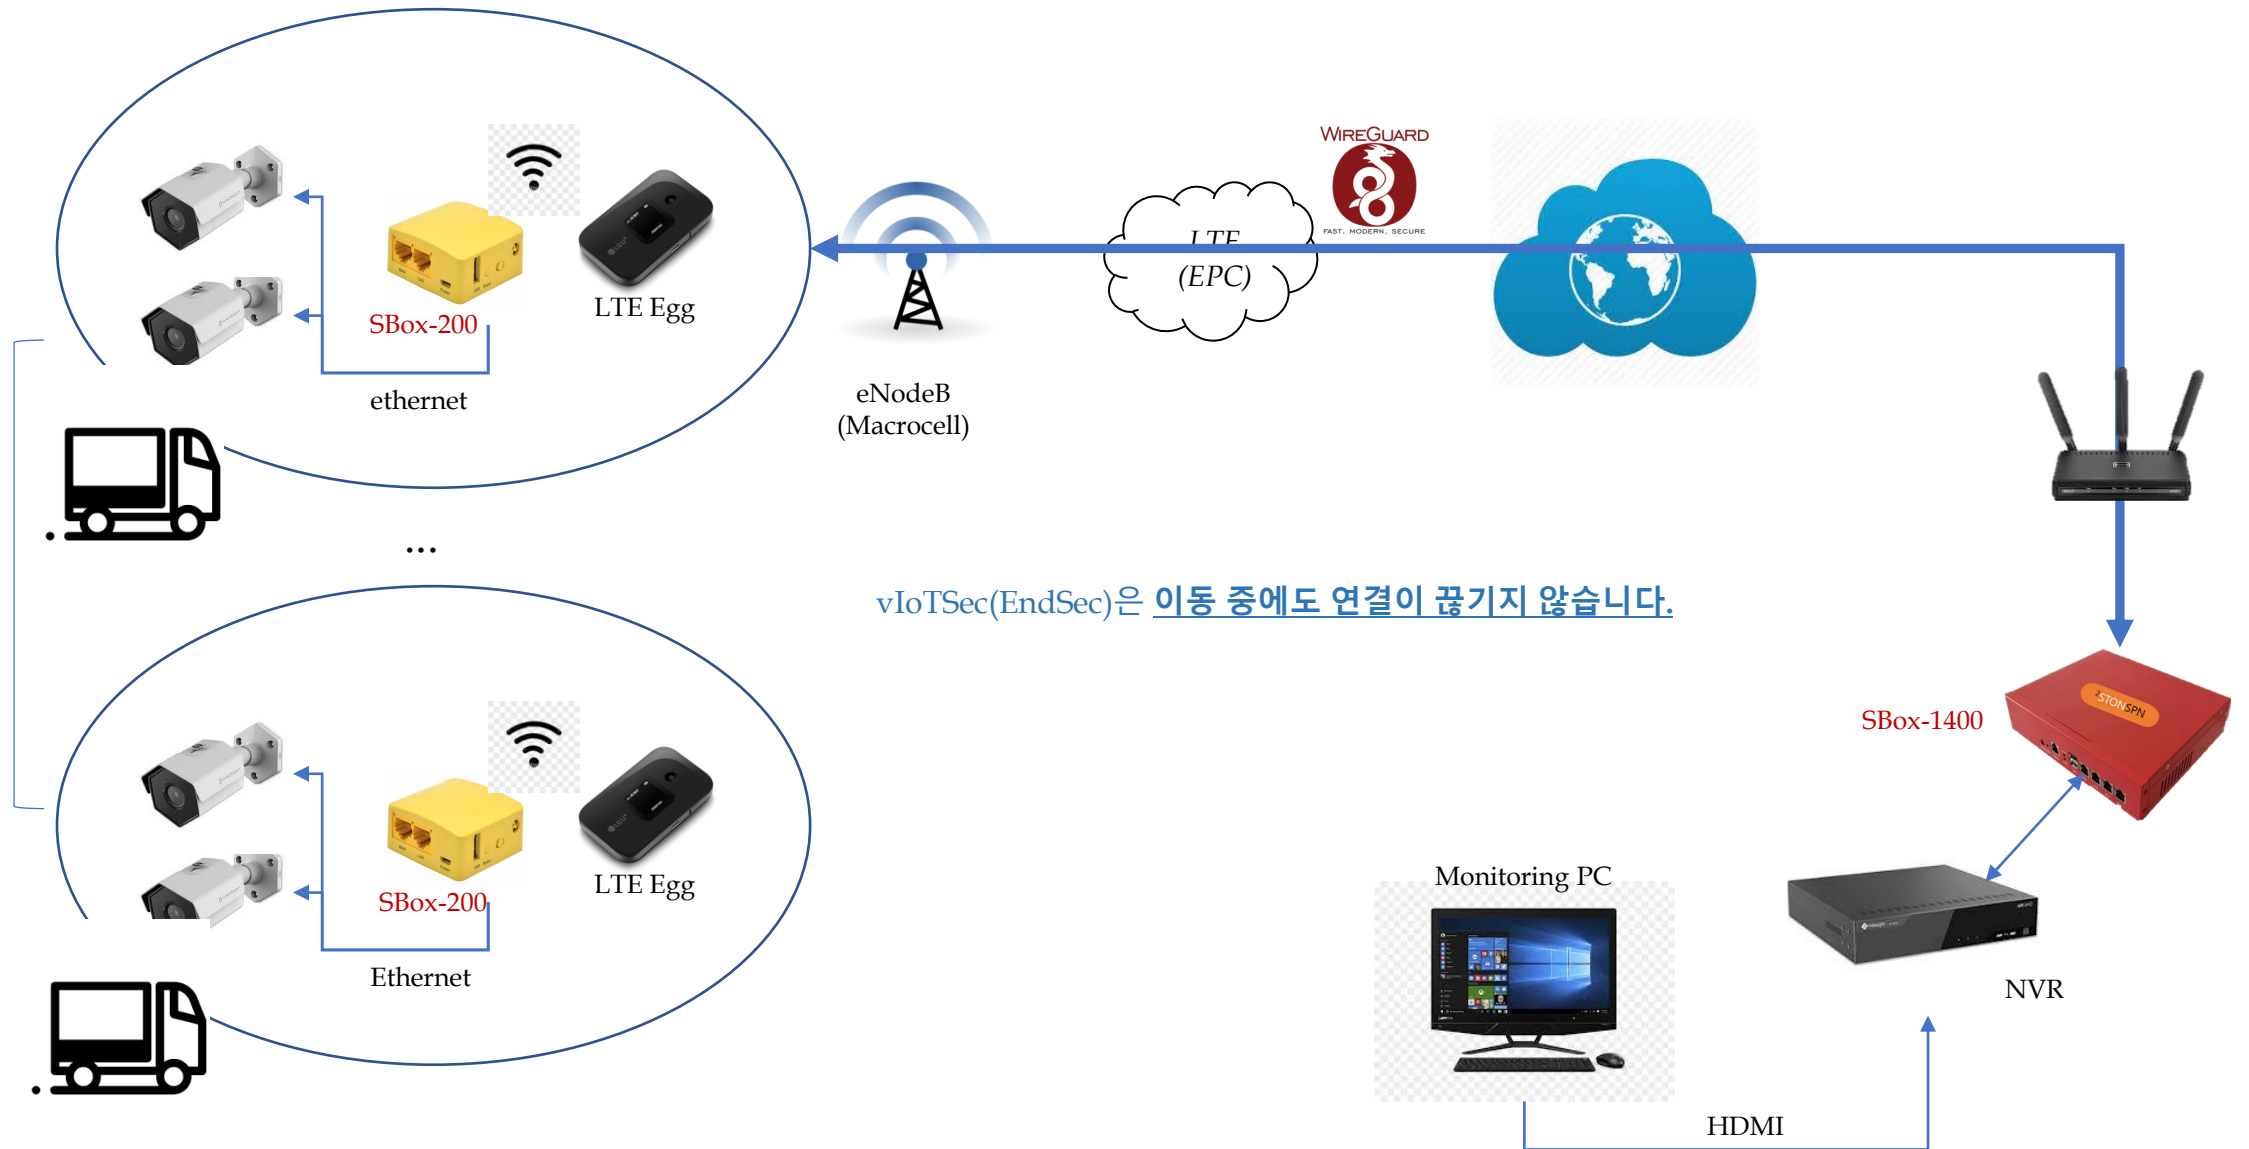 WIREGUARD
FAST, MODERN, SECURE
LTE
(EPC)
SBox-200
LTE Egg
ethernet
eNodeB
(Macrocell)
...
vIoTSec(EndSec)은 이동 중에도 연결이 끊기지 않습니다.
SBox-1400
STONSPN
SBox-200
LTE Egg
Ethernet
Monitoring PC
NVR
HDMI